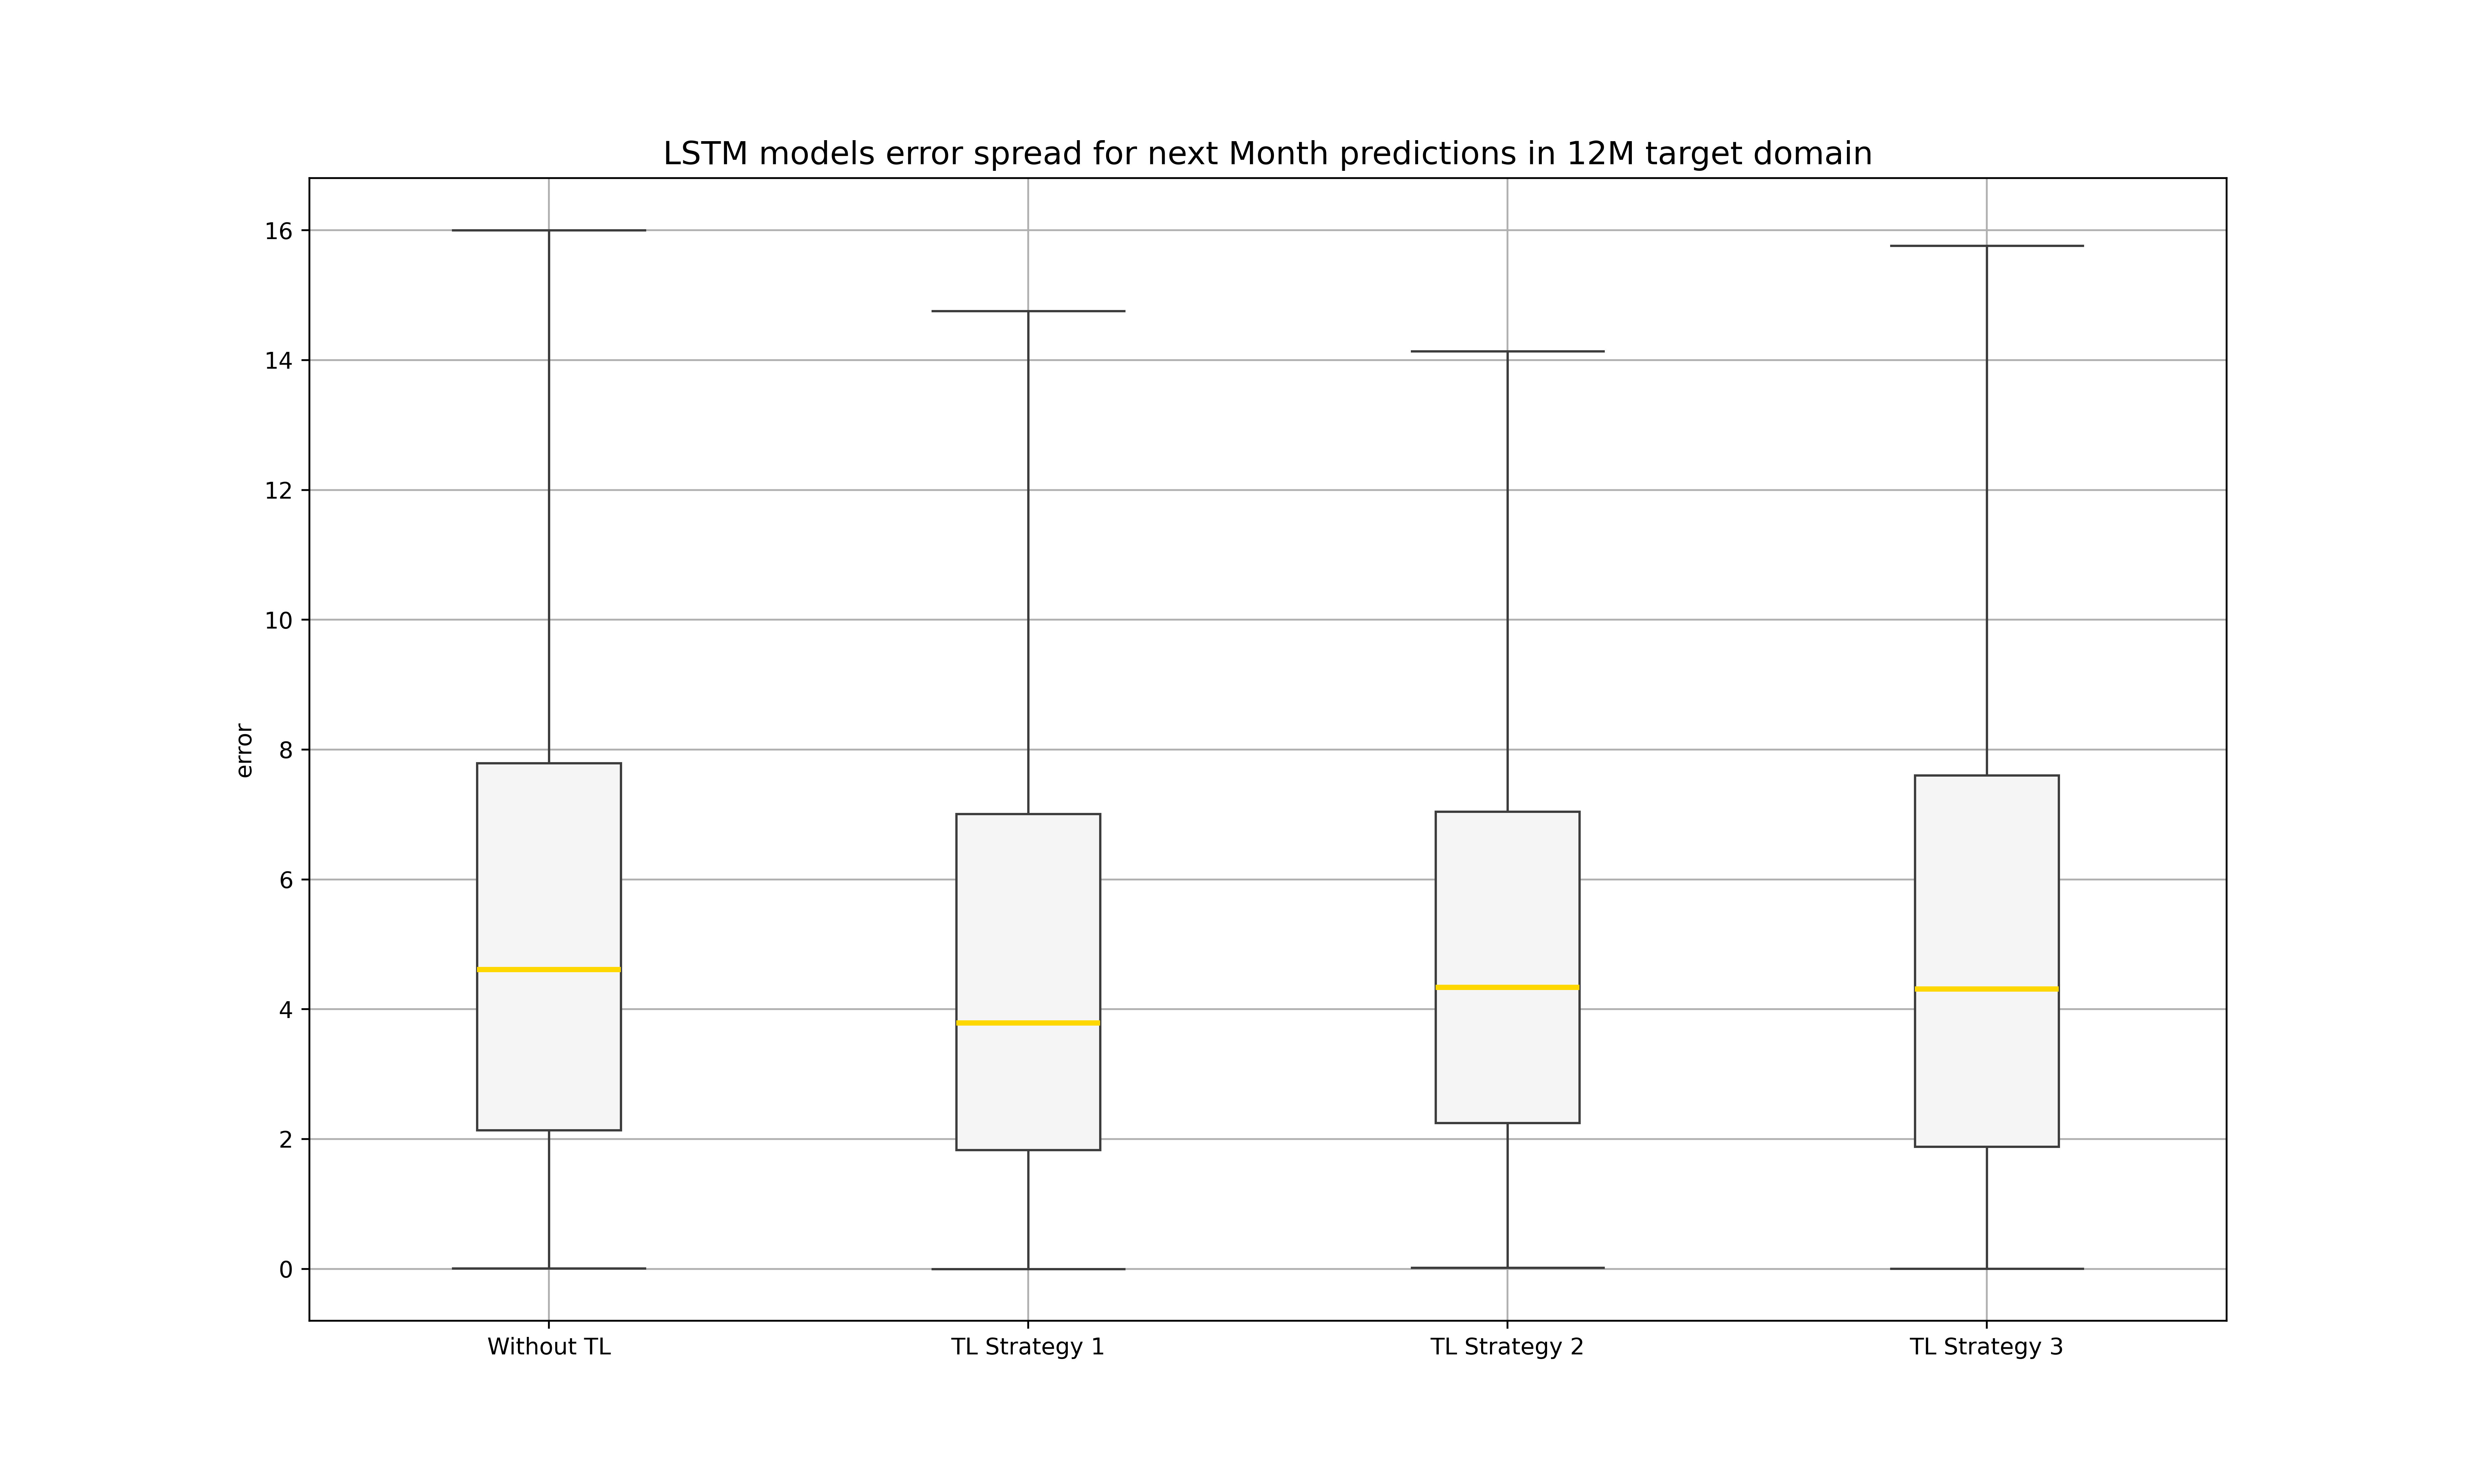 LSTM models error spread for next Month predictions in 12M target domain
16
14
12
10
8
6
4
2
0
error
Without TL
TL Strategy 1
TL Strategy 2
TL Strategy 3